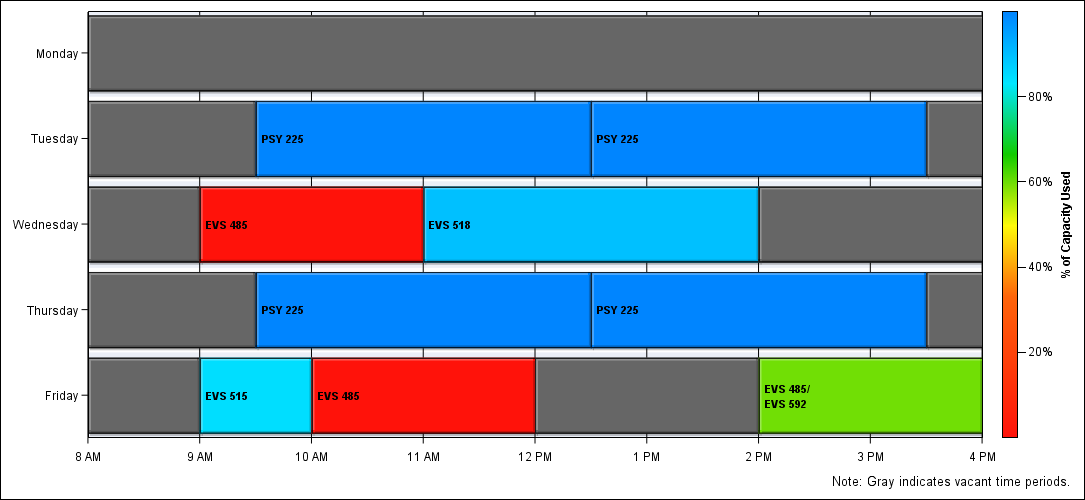 Monday
Tuesday
PSY 225
PSY 225
Wednesday
EVS 485
EVS 518
Thursday
PSY 225
PSY 225
Friday
EVS 515
EVS 485
EVS 485/
EVS 592
8 AM
9 AM
10 AM
11 AM
12 PM
1 PM
2 PM
3 PM
4 PM
80%
60%
40%
20%
% of Capacity Used
Note: Gray indicates vacant time periods.